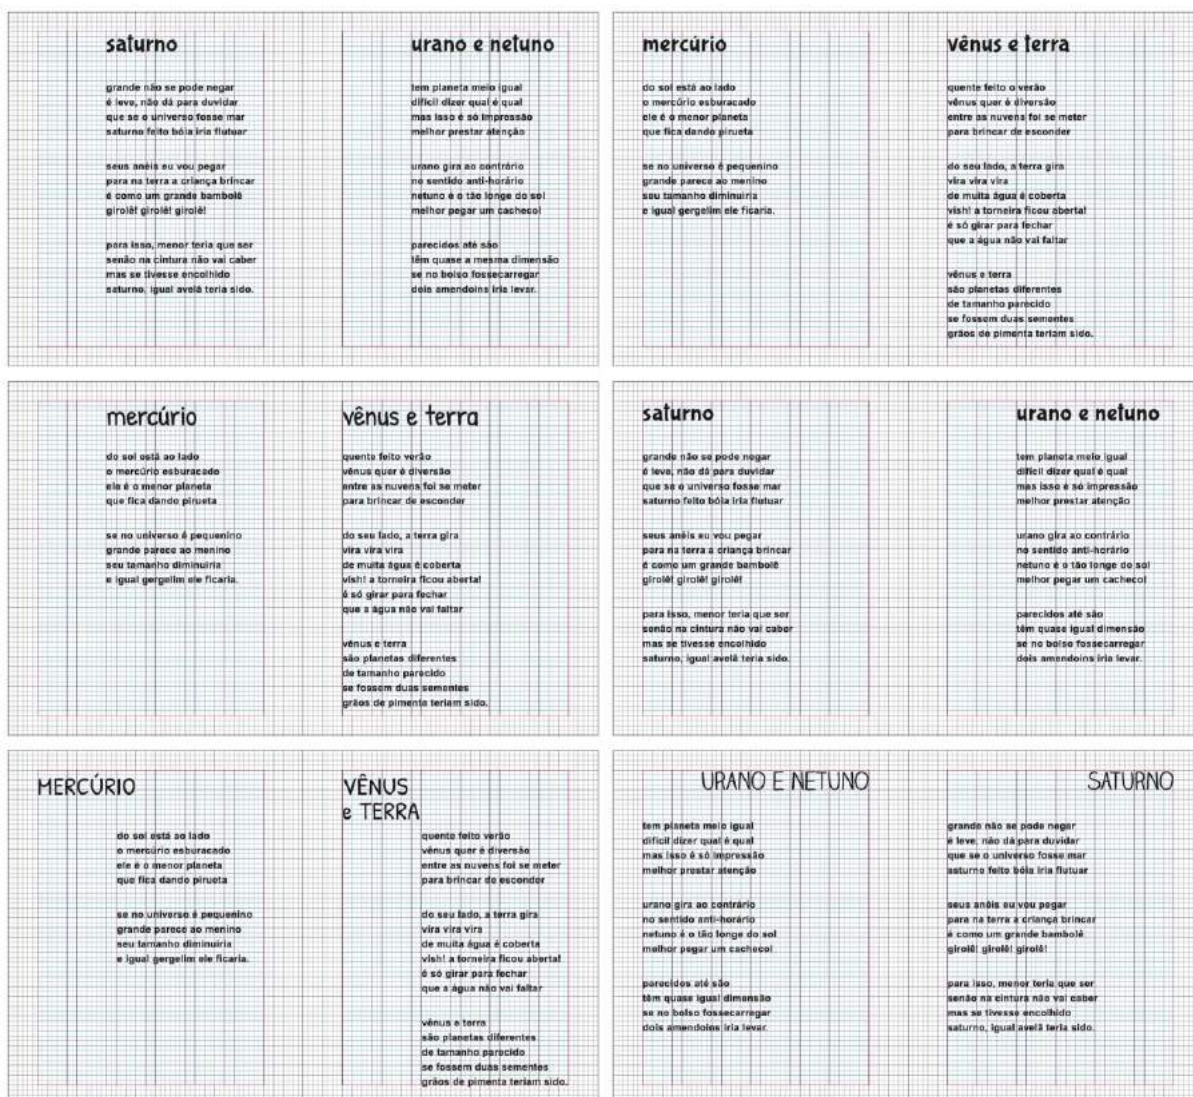 saturno
grande não se pode negar
é leve, não dá para duvidar
que se o universo fosse mar
saturno feito bóia iria flutuar
seus anéis eu vou pegar
para na terra a criança brincar
é como um grande bambolê
girolê! girolê! girolê!
para isso, menor teria que ser
senão na cintura não vai caber
mas se tivesse encolhido
saturno, igual avelã teria sido.
urano e netuno
tem planeta meio igual
difícil dizer qual é qual
mas isso é só impressão
melhor prestar atenção
urano gira ao contrário
no sentido anti-horário
netuno é o tão longe do sol
melhor pegar um cachecol
parecidos até são
têm quase a mesma dimensão
se no bolso fossecarregar
dois amendoins iria levar.
mercúrio
do sol está ao lado
o mercúrio esburacado
ele é o menor planeta
que fica dando pirueta
se no universo é pequenino
grande parece ao menino
seu tamanho diminuiria
e igual gergelim ele ficaria.
vênus e terra
quente feito o verão
vênus quer é diversão
entre as nuvens foi se meter
para brincar de esconder
do seu lado, a terra gira
vira vira vira
de muita água é coberta
vish! a torneira ficou aberta!
é só girar para fechar
que a água não vai faltar
vênus e terra
são planetas diferentes
de tamanho parecido
se fossem duas sementes
grãos de pimenta teriam sido.
mercúrio
do sol está ao lado
o mercúrio esburacado
ele é o menor planeta
que fica dando pirueta
se no universo é pequenino
grande parece ao menino
seu tamanho diminuiria
e igual gergelim ele ficaria.
vênus e terra
quente feito verão
vênus quer é diversão
entre as nuvens foi se meter
para brincar de esconder
do seu lado, a terra gira
vira vira vira
de muita água é coberta
vish! a torneira ficou aberta!
é só girar para fechar
que a água não vai faltar
vênus e terra
são planetas diferentes
de tamanho parecido
se fossem duas sementes
grãos de pimenta teriam sido.
saturno
grande não se pode negar
é leve, não dá para duvidar
que se o universo fosse mar
saturno feito bóia iria flutuar
seus anéis eu vou pegar
para na terra a criança brincar
é como um grande bambolê
girolê! girolê! girolê!
para isso, menor teria que ser
senão na cintura não vai caber
mas se tivesse encolhido
saturno, igual avelã teria sido.
urano e netuno
tem planeta meio igual
difícil dizer qual é qual
mas isso é só impressão
melhor prestar atenção
urano gira ao contrário
no sentido anti-horário
netuno é o tão longe do sol
melhor pegar um cachecol
parecidos até são
têm quase igual dimensão
se no bolso fossecarregar
dois amendoins iria levar.
MERCÚRIO
do sol está ao lado
o mercúrio esburacado
ele é o menor planeta
que fica dando pirueta
se no universo é pequenino
grande parece ao menino
seu tamanho diminuiria
e igual gergelim ele ficaria.
VÊNUS
e TERRA
quente feito verão
vênus quer é diversão
entre as nuvens foi se meter
para brincar de esconder
do seu lado, a terra gira
vira vira vira
de muita água é coberta
vish! a torneira ficou aberta!
é só girar para fechar
que a água não vai faltar
vênus e terra
são planetas diferentes
de tamanho parecido
se fossem duas sementes
grãos de pimenta teriam sido.
URANO E NETUNO
tem planeta meio igual
difícil dizer qual é qual
mas isso é só impressão
melhor prestar atenção
urano gira ao contrário
no sentido anti-horário
netuno é o tão longe do sol
melhor pegar um cachecol
parecidos até são
têm quase igual dimensão
se no bolso fossecarregar
dois amendoins iria levar.
SATURNO
grande não se pode negar
é leve, não dá para duvidar
que se o universo fosse mar
saturno feito bóia iria flutuar
seus anéis eu vou pegar
para na terra a criança brincar
é como um grande bambolê
girolê! girolê! girolê!
para isso, menor teria que ser
senão na cintura não vai caber
mas se tivesse encolhido
saturno, igual avelã teria sido.